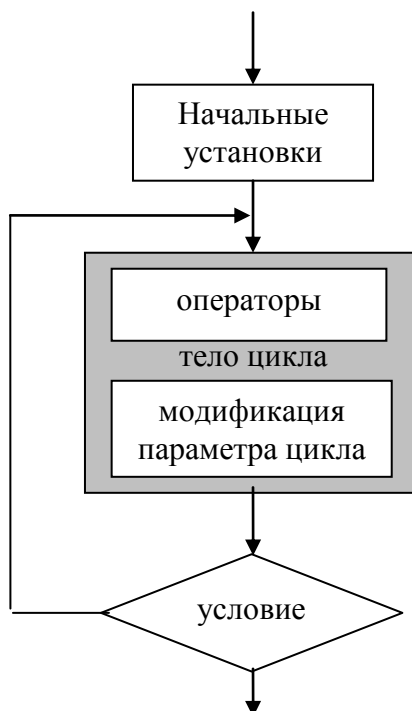 Начальные
установки
операторы
тело цикла
модификация
параметра цикла
условие